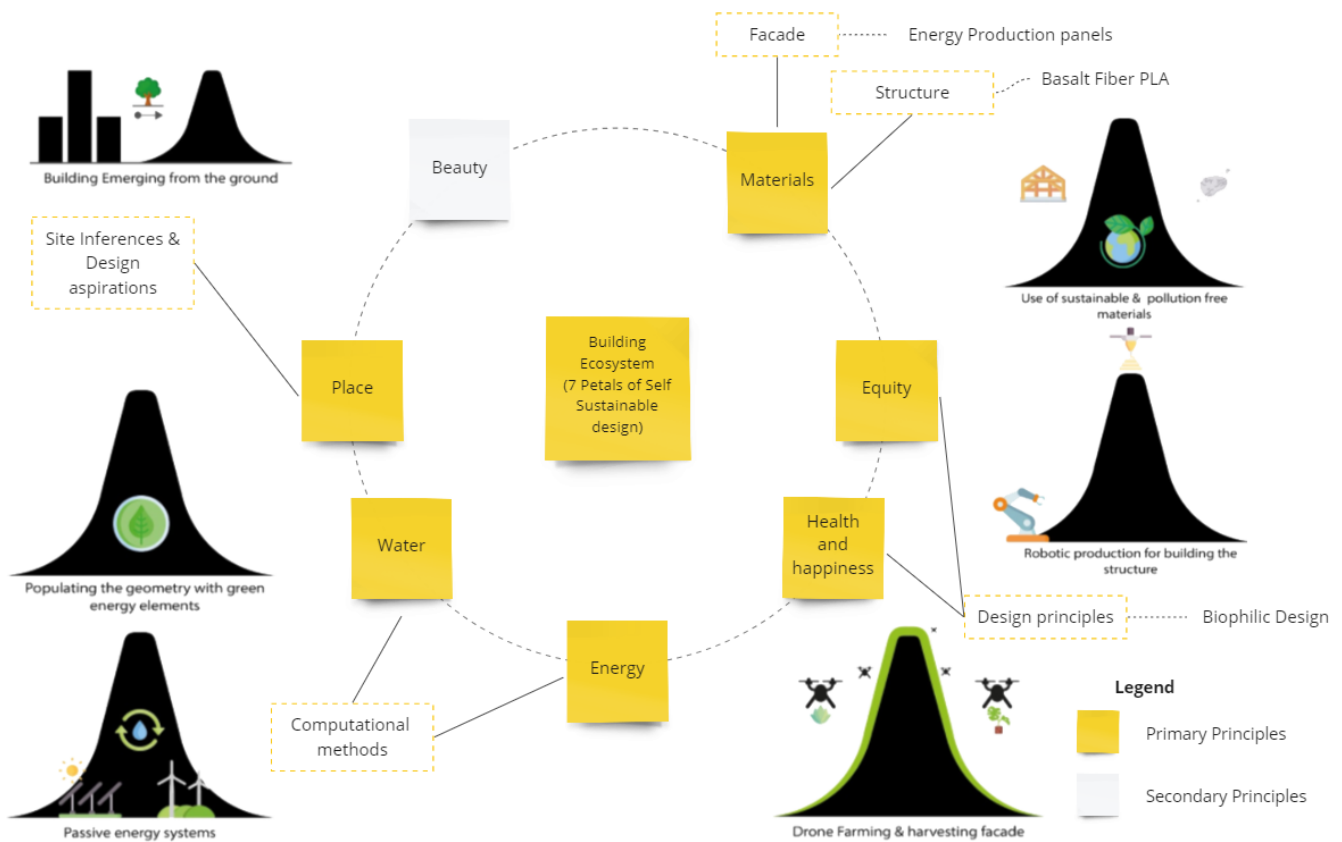 Facade
Energy Production panels
Structure
Basalt Fiber PLA
Beauty
Materials
Building Emerging from the ground
Site Inferences &
Design
aspirations
Use of sustainable & pollution free
materials
Building
Ecosystem
(7 Petals of Self
Sustainable
design)
Place
Equity
Water
Health
and
happiness
Robotic production for building the
structure
Populating the geometry with green
energy elements
Design principles
Biophilic Design
Energy
Legend
Computational
methods
Primary Principles
Secondary Principles
Passive energy systems
Drone Farming & harvesting facade